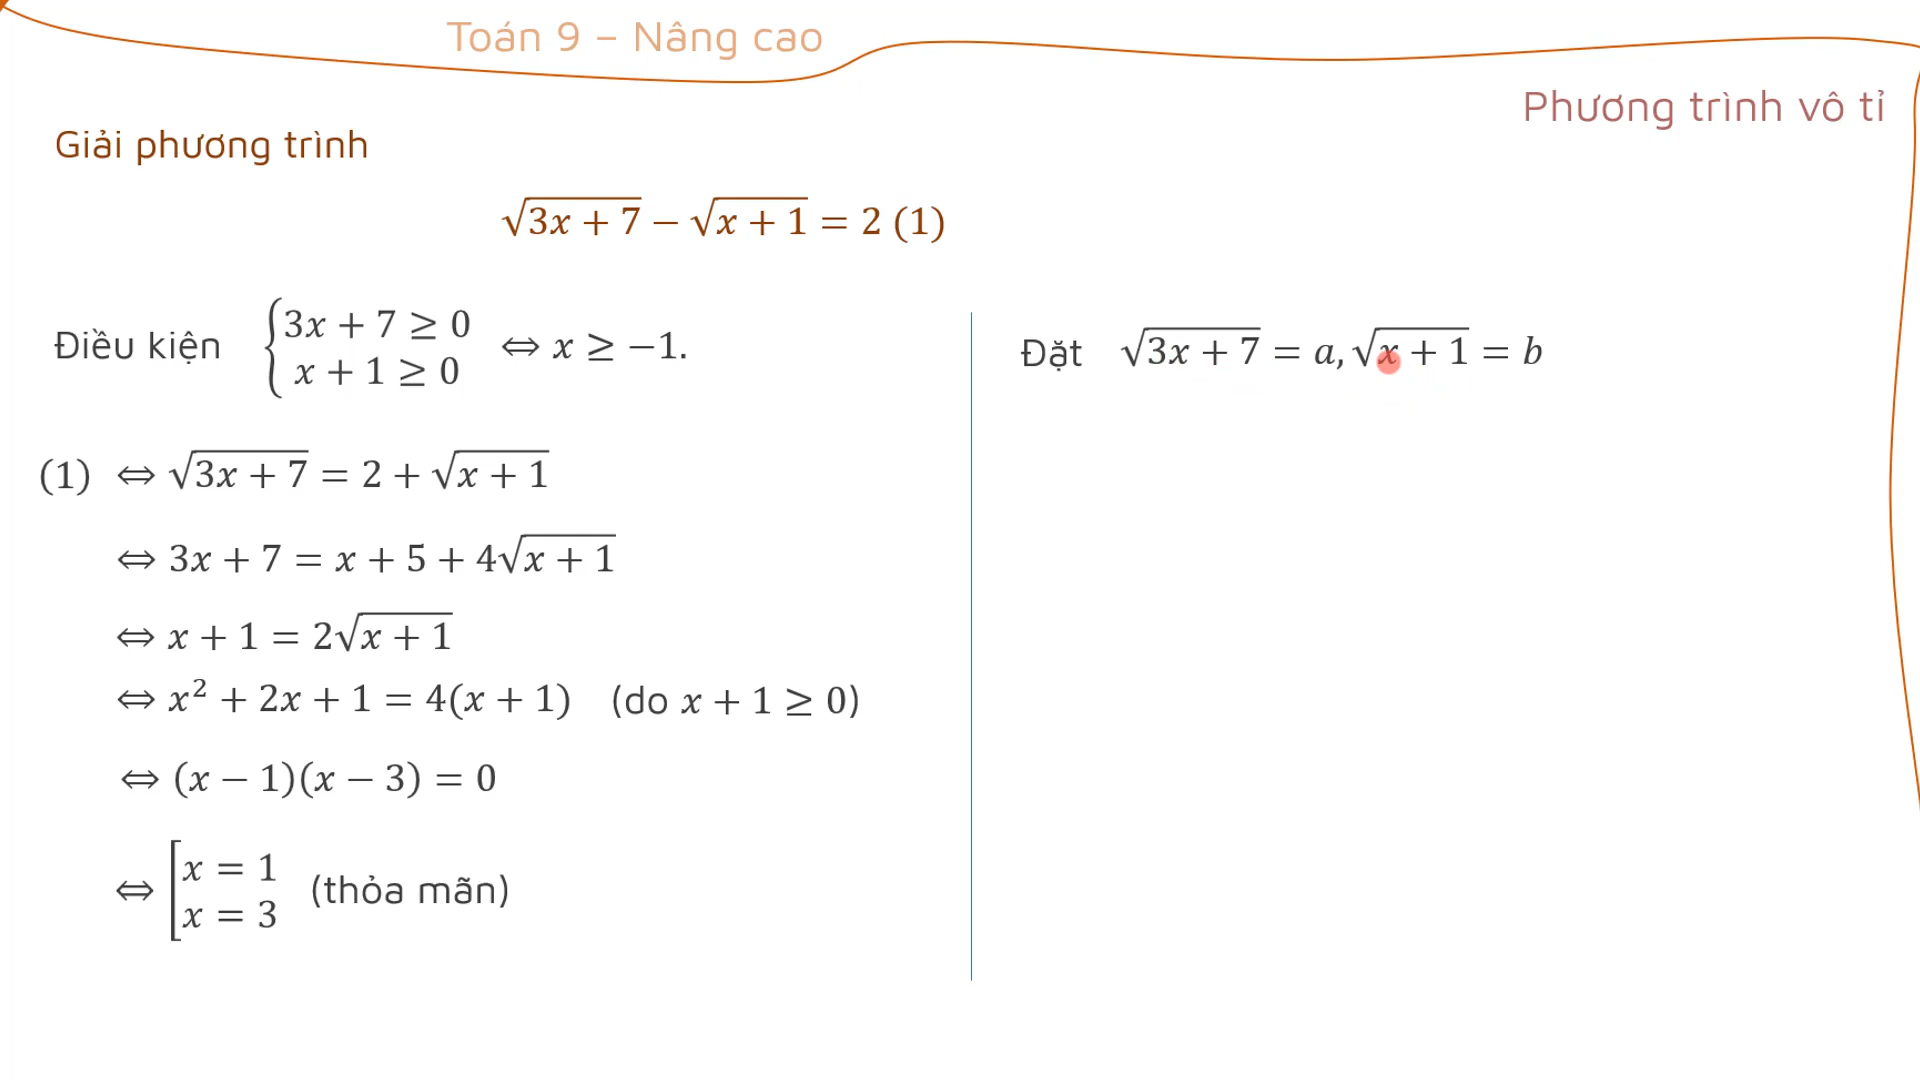 Toán 9 – Nâng cao
Phương trình vô tỉ
Giải phương trình
√(3x + 7) − √(x + 1) = 2 (1)
Điều kiện { 3x + 7 ≥ 0
x + 1 ≥ 0 ⇔ x ≥ −1.
(1) ⇔ √(3x + 7) = 2 + √(x + 1)
⇔ 3x + 7 = x + 5 + 4√(x + 1)
⇔ x + 1 = 2√(x + 1)
⇔ x² + 2x + 1 = 4(x + 1) (do x + 1 ≥ 0)
⇔ (x − 1)(x − 3) = 0
⇔ [ x = 1
x = 3 (thỏa mãn)
Đặt √(3x + 7) = a, √(x + 1) = b